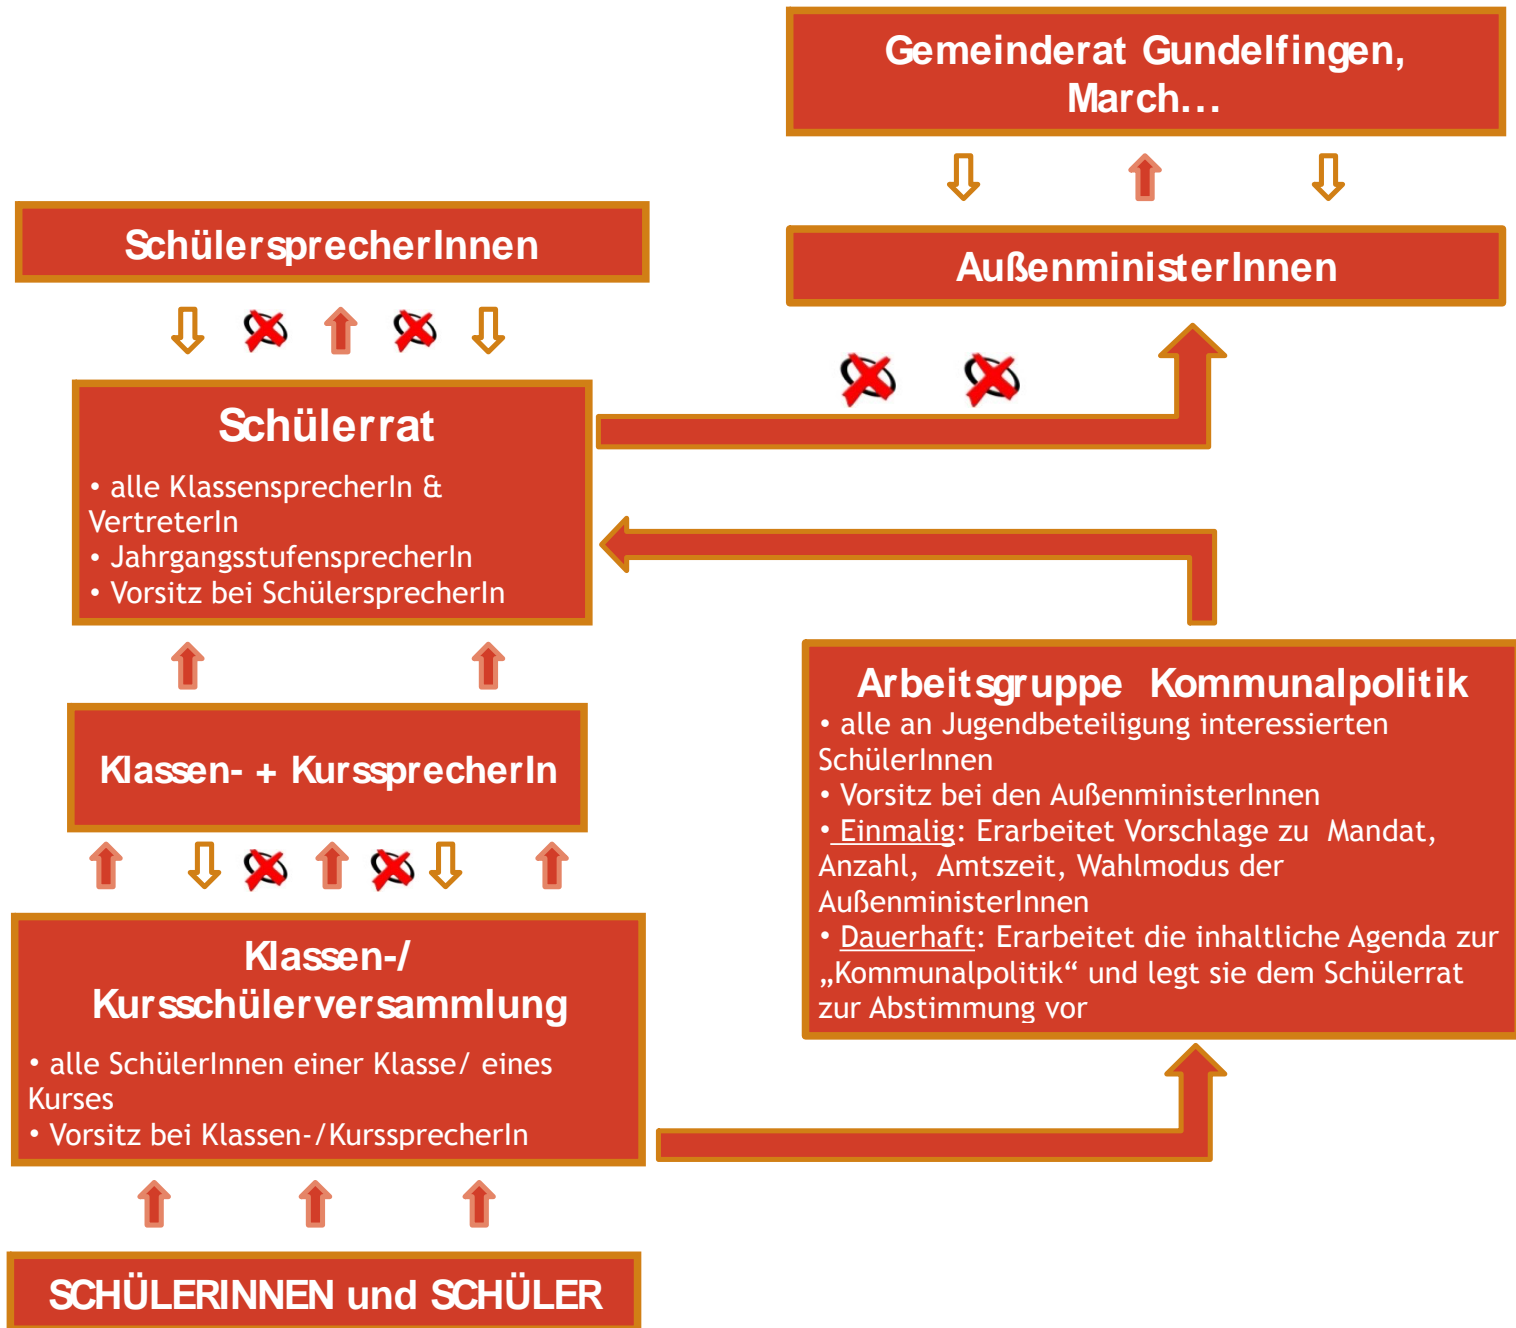 Gemeinderat Gundelfingen,
March...
SchülersprecherInnen
AußenministerInnen
Schülerrat
• alle KlassensprecherIn &
VertreterIn
• JahrgangsstufensprecherIn
• Vorsitz bei SchülersprecherIn
Klassen- + KurssprecherIn
Arbeitsgruppe Kommunalpolitik
• alle an Jugendbeteiligung interessierten
SchülerInnen
• Vorsitz bei den AußenministerInnen
• Einmalig: Erarbeitet Vorschlage zu Mandat,
Anzahl, Amtszeit, Wahlmodus der
AußenministerInnen
• Dauerhaft: Erarbeitet die inhaltliche Agenda zur
„Kommunalpolitik“ und legt sie dem Schülerrat
zur Abstimmung vor
Klassen-/
Kursschülerversammlung
• alle SchülerInnen einer Klasse/ eines
Kurses
• Vorsitz bei Klassen-/KurssprecherIn
SCHÜLERINNEN und SCHÜLER